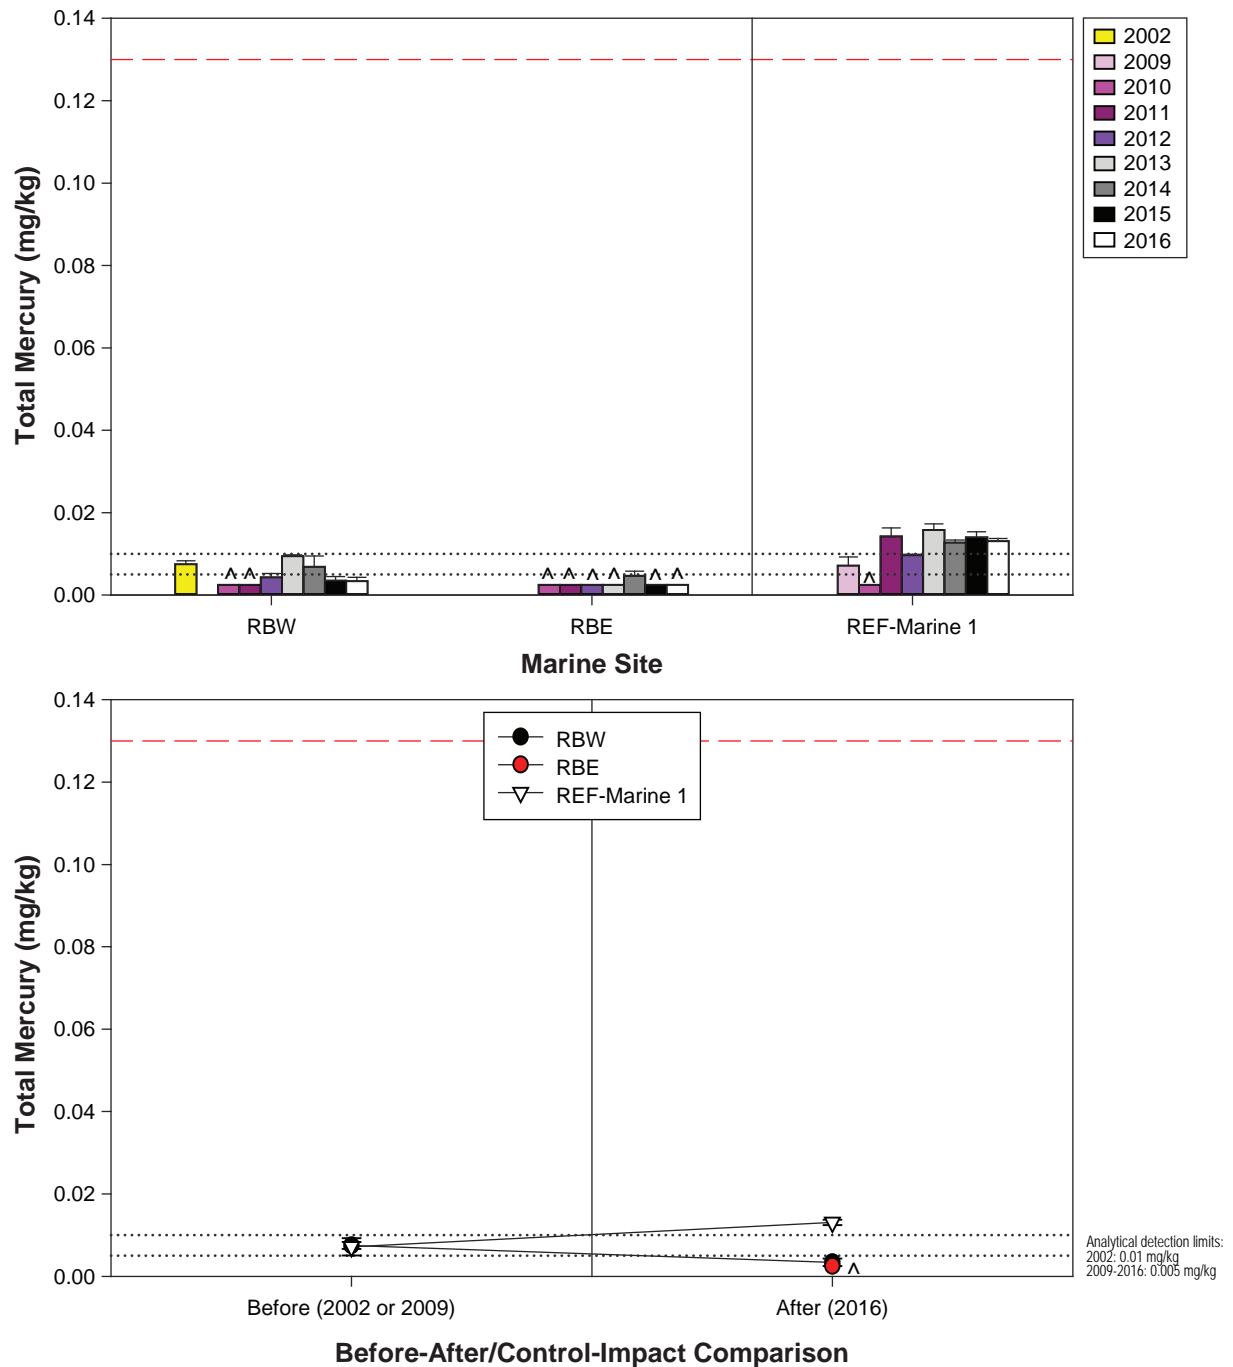 0.14
0.12
0.10
0.08
0.06
0.04
0.02
0.00
Total Mercury (mg/kg)
2002
2009
2010
2011
2012
2013
2014
2015
2016
^ ^ ^ ^ ^ ^ ^ ^ ^
RBW RBE REF-Marine 1
Marine Site
0.14
0.12
0.10
0.08
0.06
0.04
0.02
0.00
Total Mercury (mg/kg)
RBW
RBE
REF-Marine 1
^
Analytical detection limits:
2002: 0.01 mg/kg
2009-2016: 0.005 mg/kg
Before (2002 or 2009) After (2016)
Before-After/Control-Impact Comparison